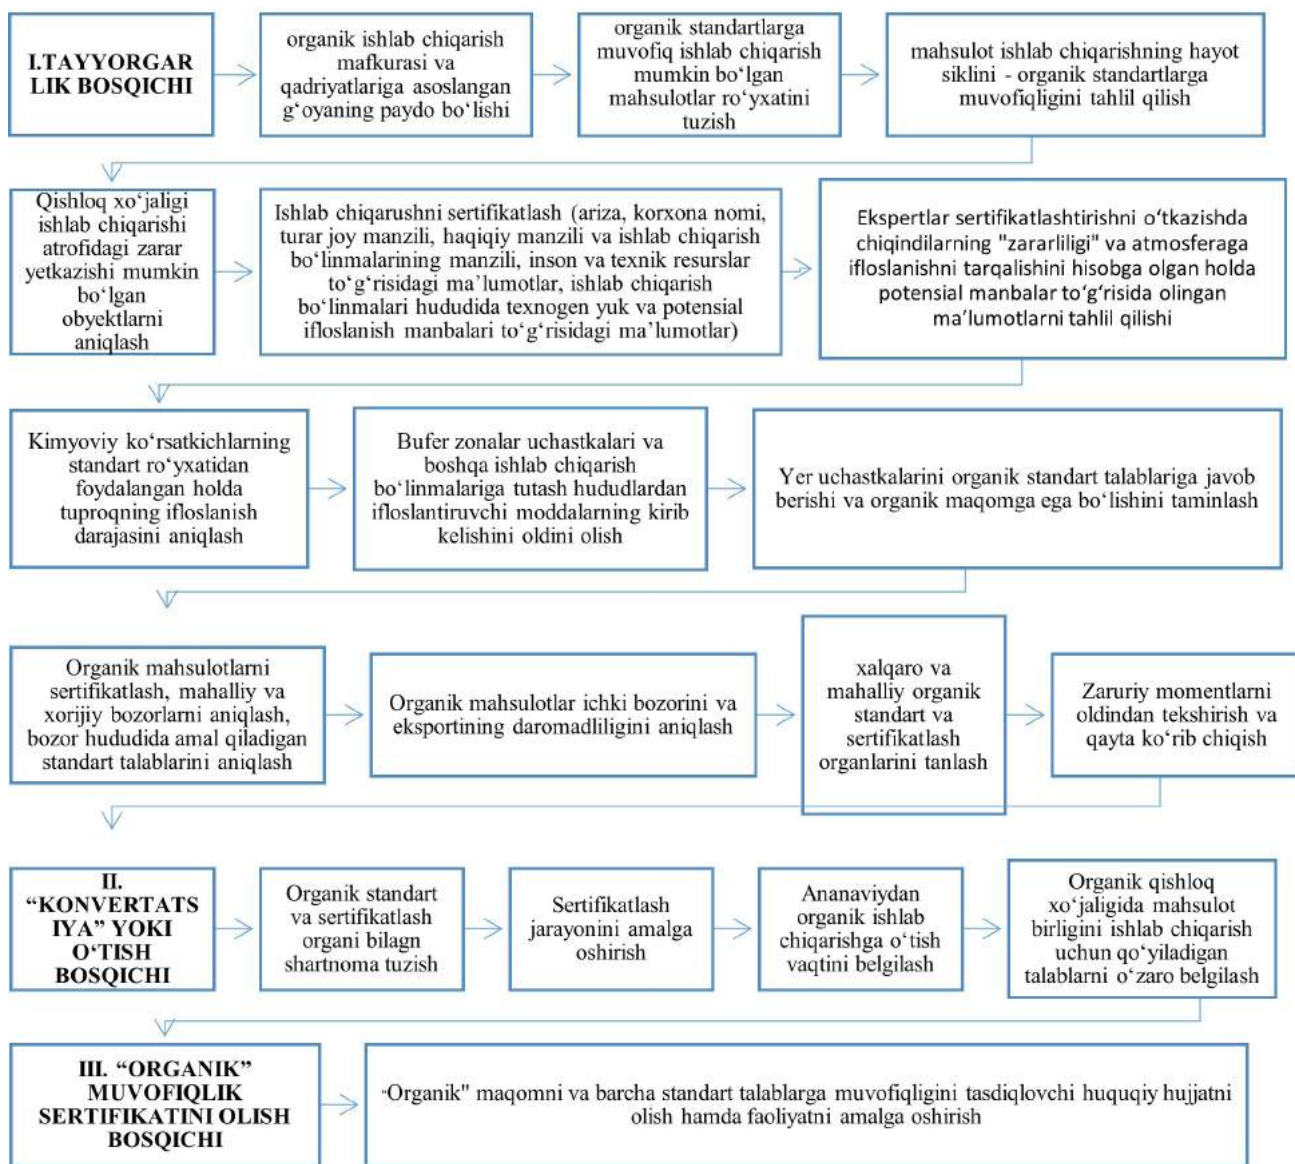 I.TAYYORGAR
LIK BOSQICHI
organik ishlab chiqarish
mafkurasi va
qadriyatlariga asoslangan
g‘oyaning paydo bo‘lishi
organik standartlarga
muvofiq ishlab chiqarish
mumkin bo‘lgan
mahsulotlar ro‘yxatini
tuzish
mahsulot ishlab chiqarishning hayot
siklini - organik standartlarga
muvofiqligini tahlil qilish
Qishloq xo‘jaligi
ishlab chiqarishi
atrofidagi zarar
yetkazishi mumkin
bo‘lgan
obyektlarni
aniqlash
Ishlab chiqarushni sertifikatlash (ariza, korxona nomi,
turar joy manzili, haqiqiy manzili va ishlab chiqarish
bo‘linmalarining manzili, inson va texnik resurslar
to‘g‘risidagi ma’lumotlar, ishlab chiqarish
bo‘linmalari hududida texnogen yuk va potensial
ifloslanish manbalari to‘g‘risidagi ma’lumotlar)
Ekspertlar sertifikatlashtirishni o‘tkazishda
chiqindilarning "zararliligi" va atmosferaga
ifloslanishni tarqalishini hisobga olgan holda
potensial manbalar to‘g‘risida olingan
ma’lumotlarni tahlil qilishi
Kimyoviy ko‘rsatkichlarning
standart ro‘yxatidan
foydalangan holda
tuproqning ifloslanish
darajasini aniqlash
Bufer zonalar uchastkalari va
boshqa ishlab chiqarish
bo‘linmalariga tutash hududlardan
ifloslantiruvchi moddalarning kirib
kelishini oldini olish
Yer uchastkalarini organik standart talablariga javob
berishi va organik maqomga ega bo‘lishini taminlash
Organik mahsulotlarni
sertifikatlash, mahalliy va
xorijiy bozorlarni aniqlash,
bozor hududida amal qiladigan
standart talablarini aniqlash
Organik mahsulotlar ichki bozorini va
eksportining daromadliligini aniqlash
xalqaro va
mahalliy organik
standart va
sertifikatlash
organlarini tanlash
Zaruriy momentlarni
oldindan tekshirish va
qayta ko‘rib chiqish
II.
“KONVERTATS
IYA” YOKI
O‘TISH
BOSQICHI
Organik standart
va sertifikatlash
organi bilagn
shartnoma tuzish
Sertifikatlash
jarayonini amalga
oshirish
Ananaviydan
organik ishlab
chiqarishga o‘tish
vaqtini belgilash
Organik qishloq
xo‘jaligida mahsulot
birligini ishlab chiqarish
uchun qo‘yiladigan
talablarni o‘zaro belgilash
III. “ORGANIK”
MUVOFIQLIK
SERTIFIKATINI OLISH
BOSQICHI
“Organik" maqomni va barcha standart talablarga muvofiqligini tasdiqlovchi huquqiy hujjatni
olish hamda faoliyatni amalga oshirish